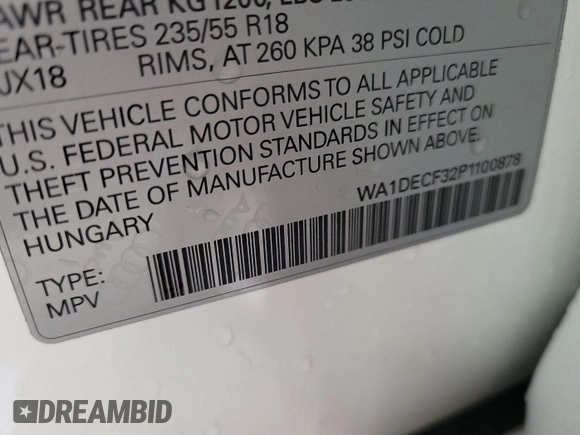 AWR REAR KG1200,
EAR-TIRES 235/55 R18
JX18 RIMS, AT 260 KPA 38 PSI COLD
THIS VEHICLE CONFORMS TO ALL APPLICABLE
U.S. FEDERAL MOTOR VEHICLE SAFETY AND
THEFT PREVENTION STANDARDS IN EFFECT ON
THE DATE OF MANUFACTURE SHOWN ABOVE.
HUNGARY
WA1DECF32P1100878
TYPE:
MPV
DREAMBID